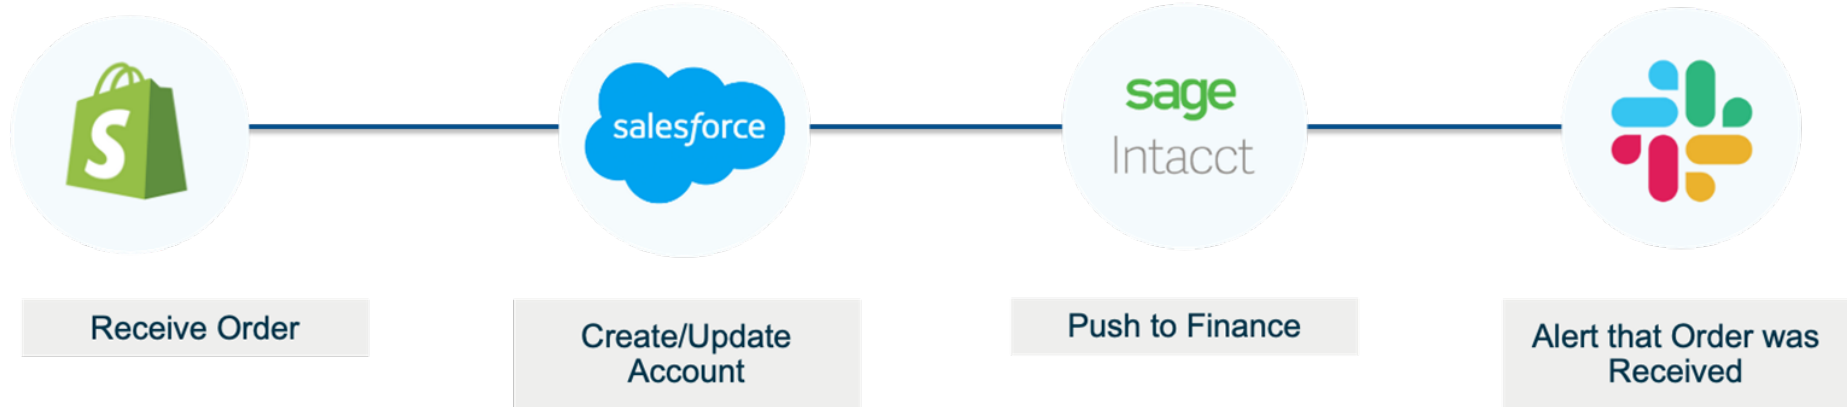 S
salesforce
sage
Intacct
Receive Order
Create/Update
Account
Push to Finance
Alert that Order was
Received